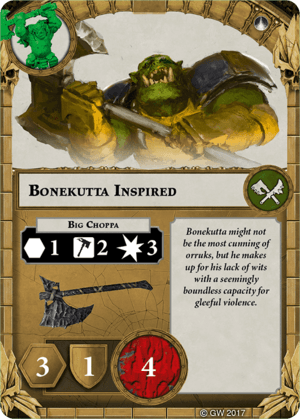 Bonekutta Inspired
Big Choppa
1 2 3
Bonekutta might not
be the most cunning of
orruks, but he makes
up for his lack of wits
with a seemingly
boundless capacity for
gleeful violence.
3 1 4
© GW 2017